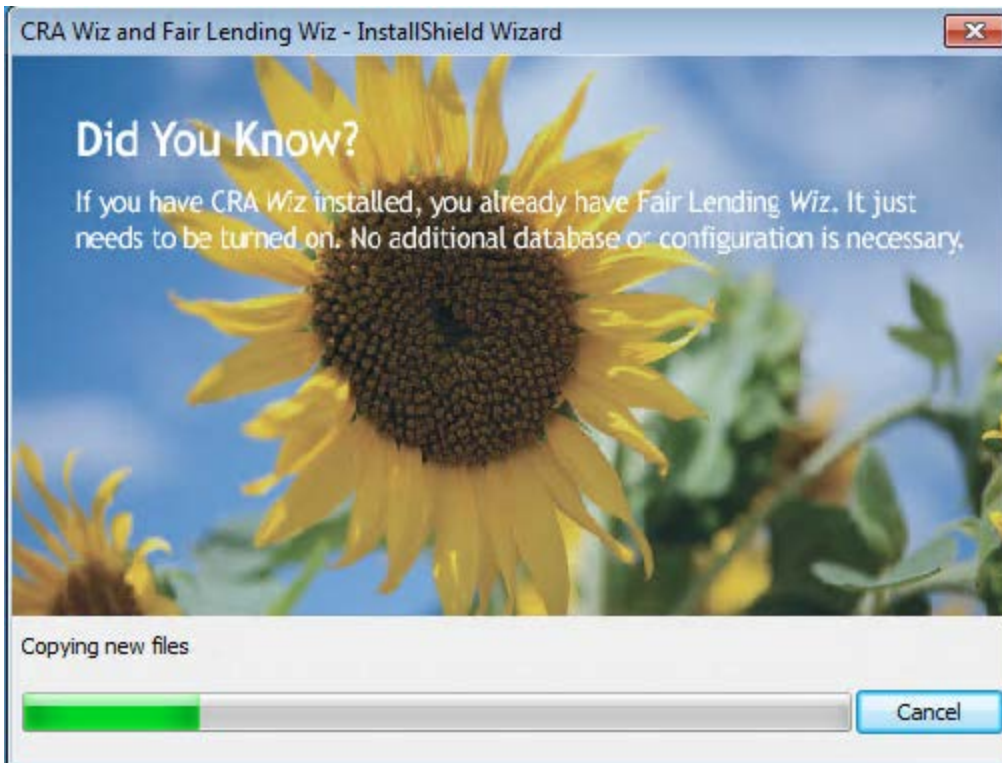 CRA Wiz and Fair Lending Wiz - InstallShield Wizard
Did You Know?
If you have CRA Wiz installed, you already have Fair Lending Wiz. It just
needs to be turned on. No additional database or configuration is necessary.
Copying new files
Cancel